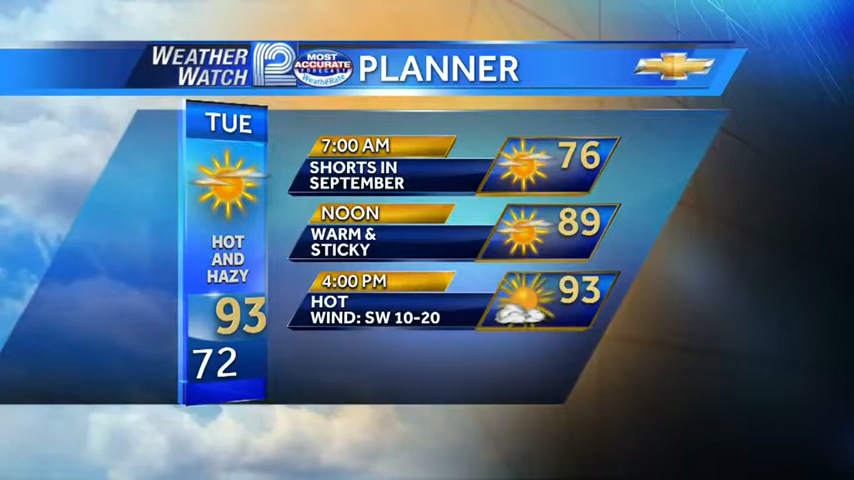 WEATHER WATCH 12
MOST ACCURATE FORECAST WeatheRate
PLANNER
TUE
HOT
AND
HAZY
93
72
7:00 AM
SHORTS IN
SEPTEMBER
76
NOON
WARM &
STICKY
89
4:00 PM
HOT
WIND: SW 10-20
93